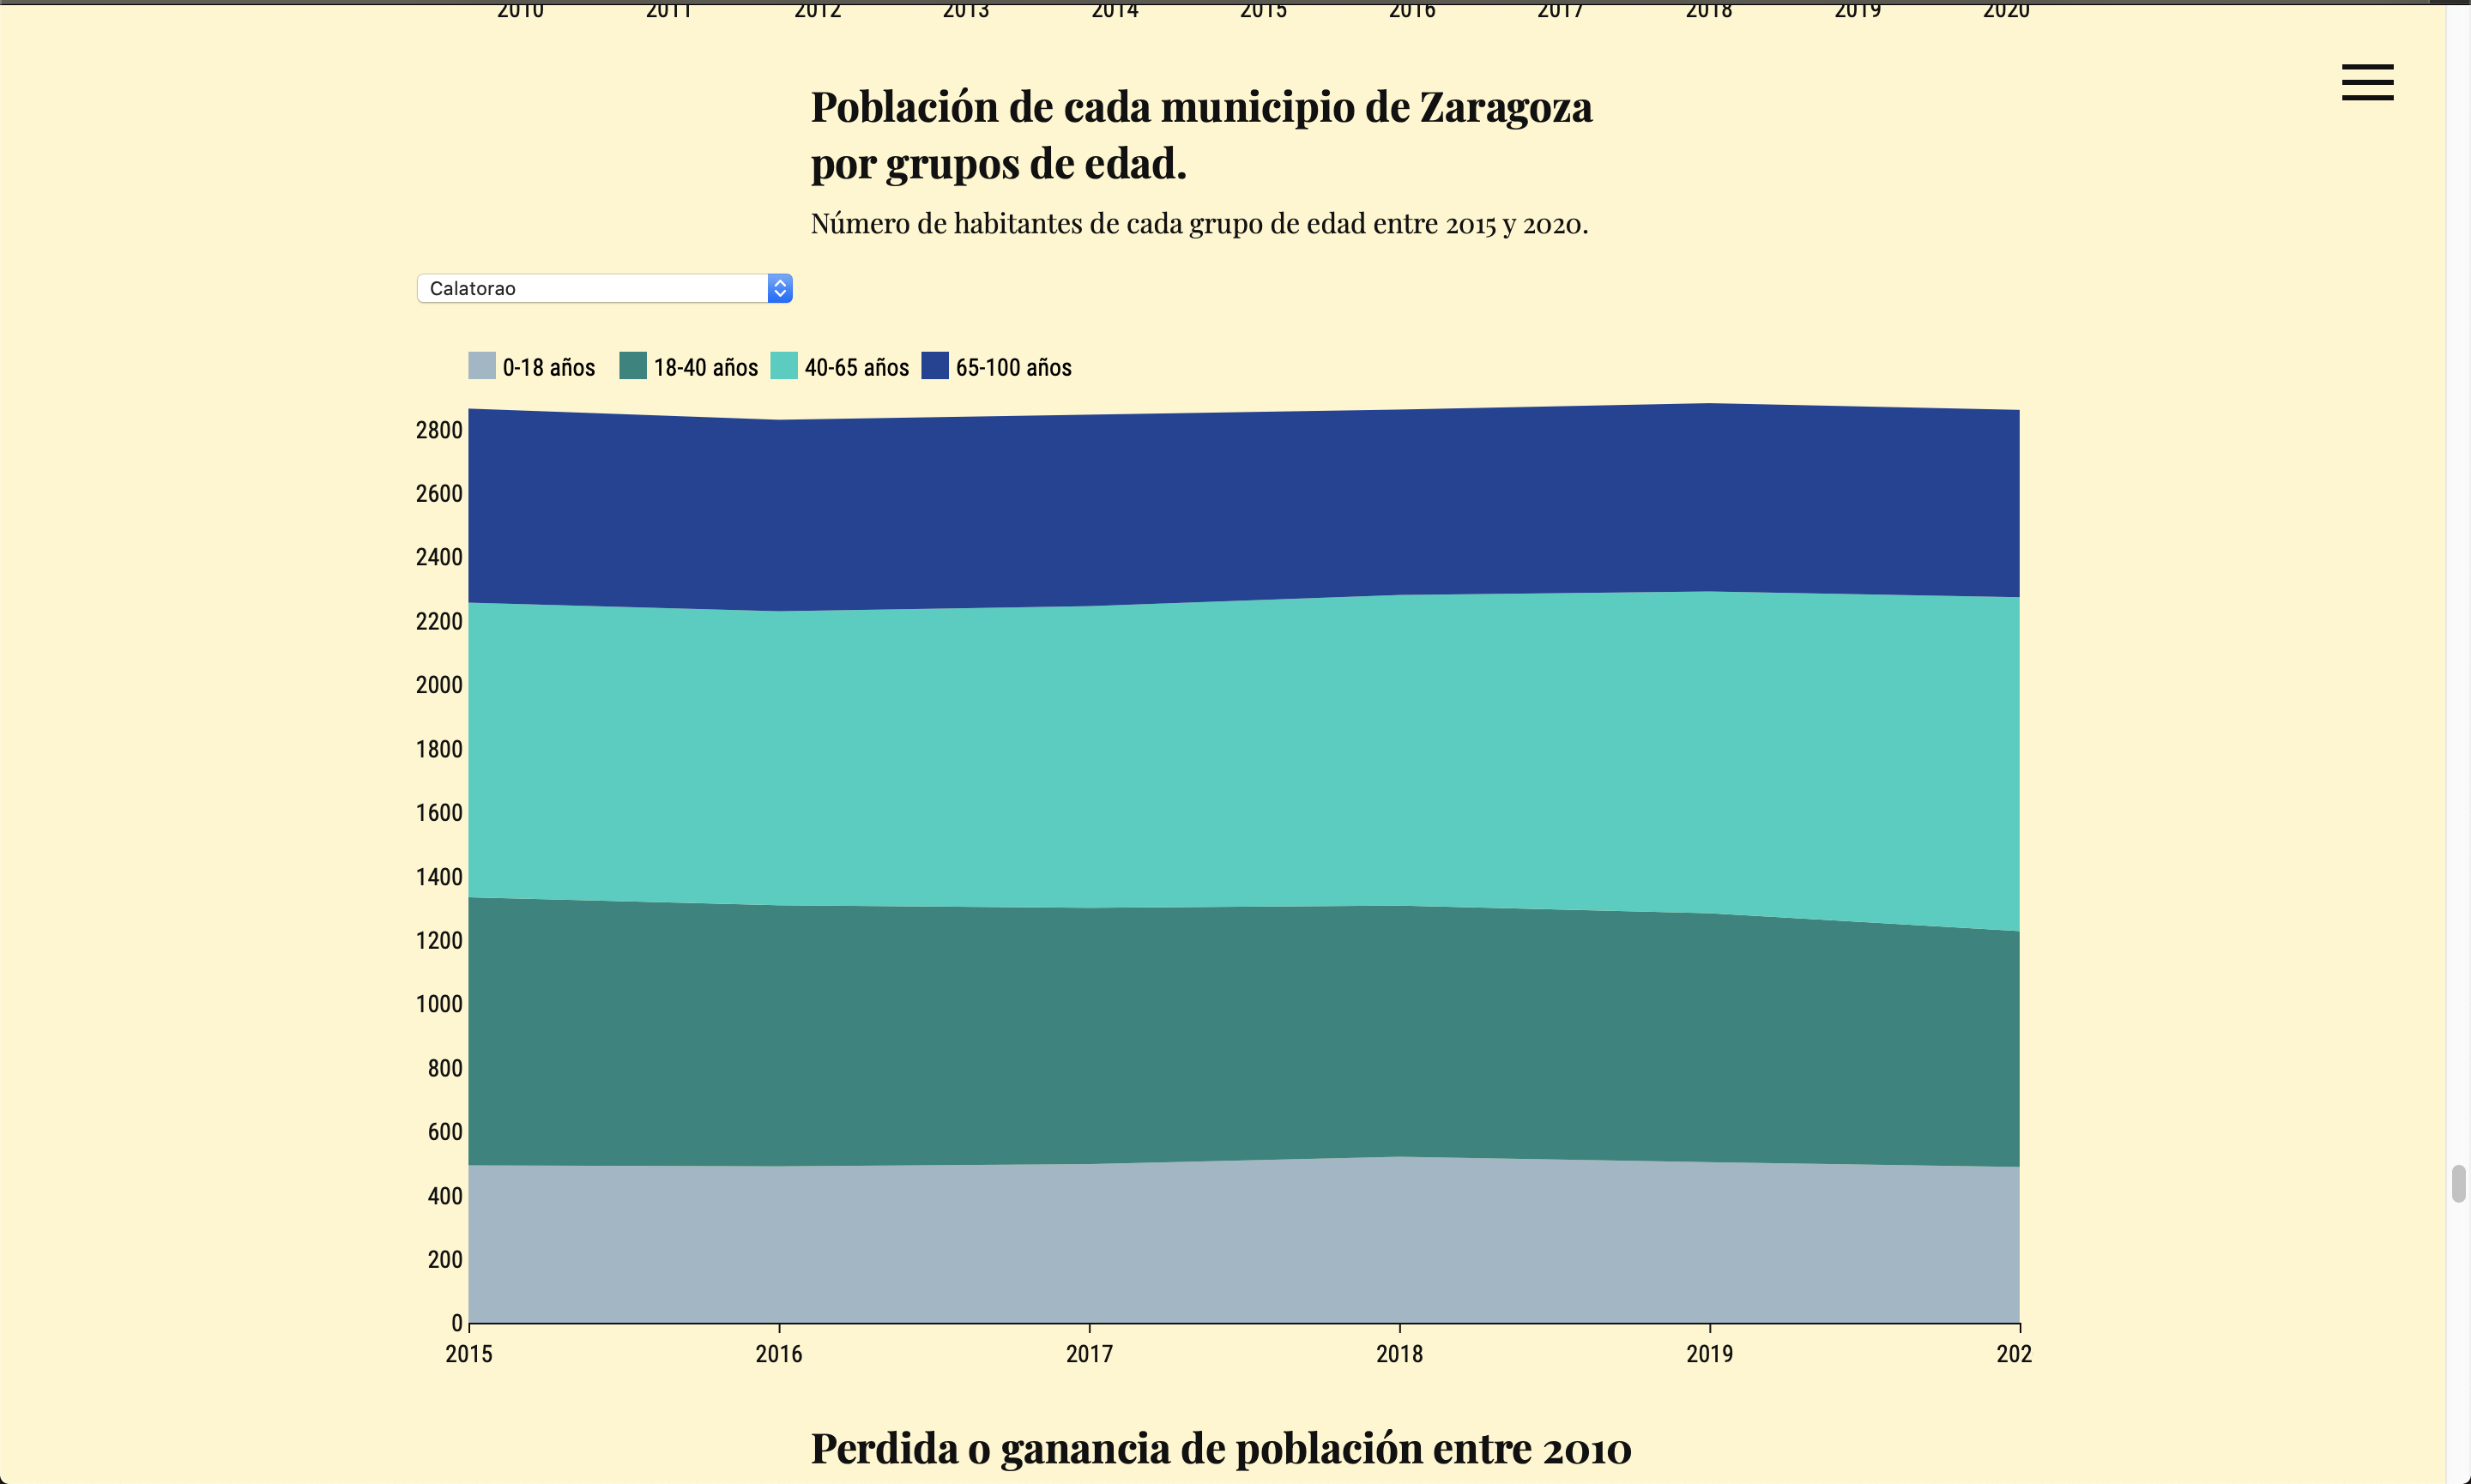 2010 2011 2012 2013 2014 2015 2016 2017 2018 2019 2020
Población de cada municipio de Zaragoza
por grupos de edad.
Número de habitantes de cada grupo de edad entre 2015 y 2020.
Calatorao
0-18 años 18-40 años 40-65 años 65-100 años
2800
2600
2400
2200
2000
1800
1600
1400
1200
1000
800
600
400
200
0
2015 2016 2017 2018 2019 202
Perdida o ganancia de población entre 2010